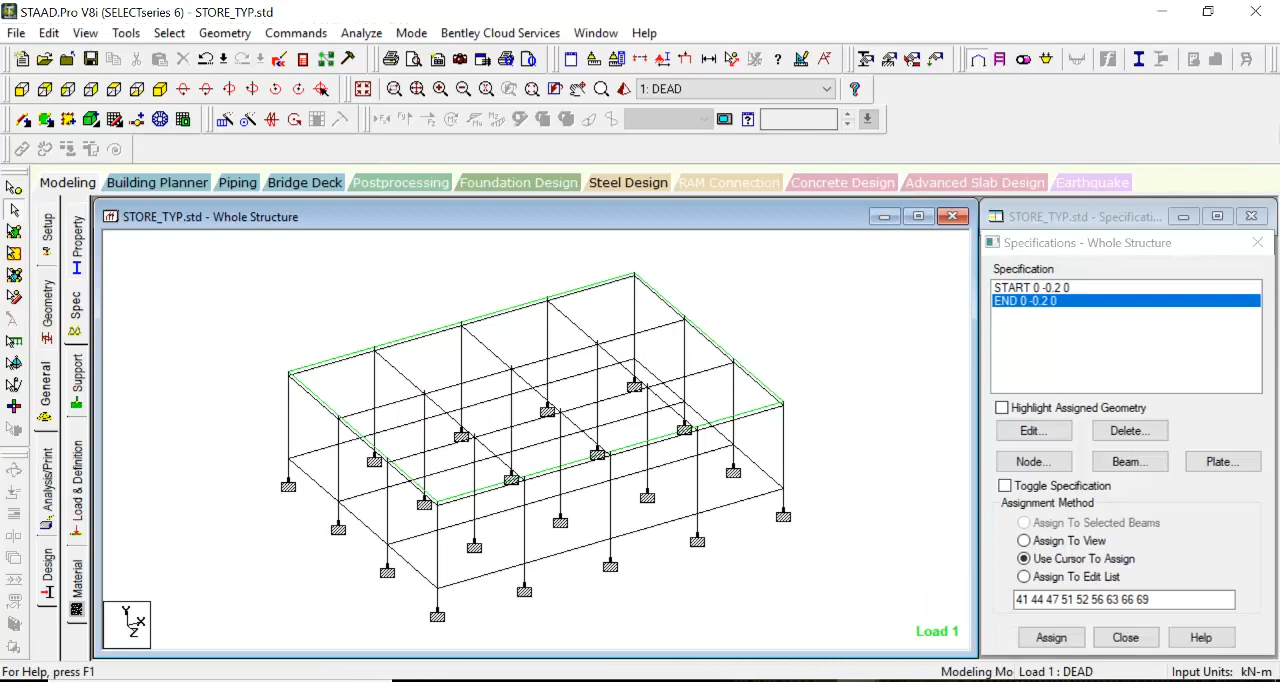 STAAD.Pro V8i (SELECTseries 6) - STORE_TYP.std
File Edit View Tools Select Geometry Commands Analyze Mode Bentley Cloud Services Window Help
1: DEAD
Modeling Building Planner Piping Bridge Deck Postprocessing Foundation Design Steel Design RAM Connection Concrete Design Advanced Slab Design Earthquake
Setup
Geometry
General
Analysis/Print
Design
Property
Spec
Support
Load & Definition
Material
STORE_TYP.std - Whole Structure
Load 1
Y
X
Z
STORE_TYP.std - Specificati...
Specifications - Whole Structure
Specification
START 0 -0.2 0
END 0 -0.2 0
Highlight Assigned Geometry
Edit... Delete...
Node... Beam... Plate...
Toggle Specification
Assignment Method
Assign To Selected Beams
Assign To View
Use Cursor To Assign
Assign To Edit List
41 44 47 51 52 56 63 66 69
Assign Close Help
For Help, press F1 Modeling Mo Load 1 : DEAD Input Units: kN-m